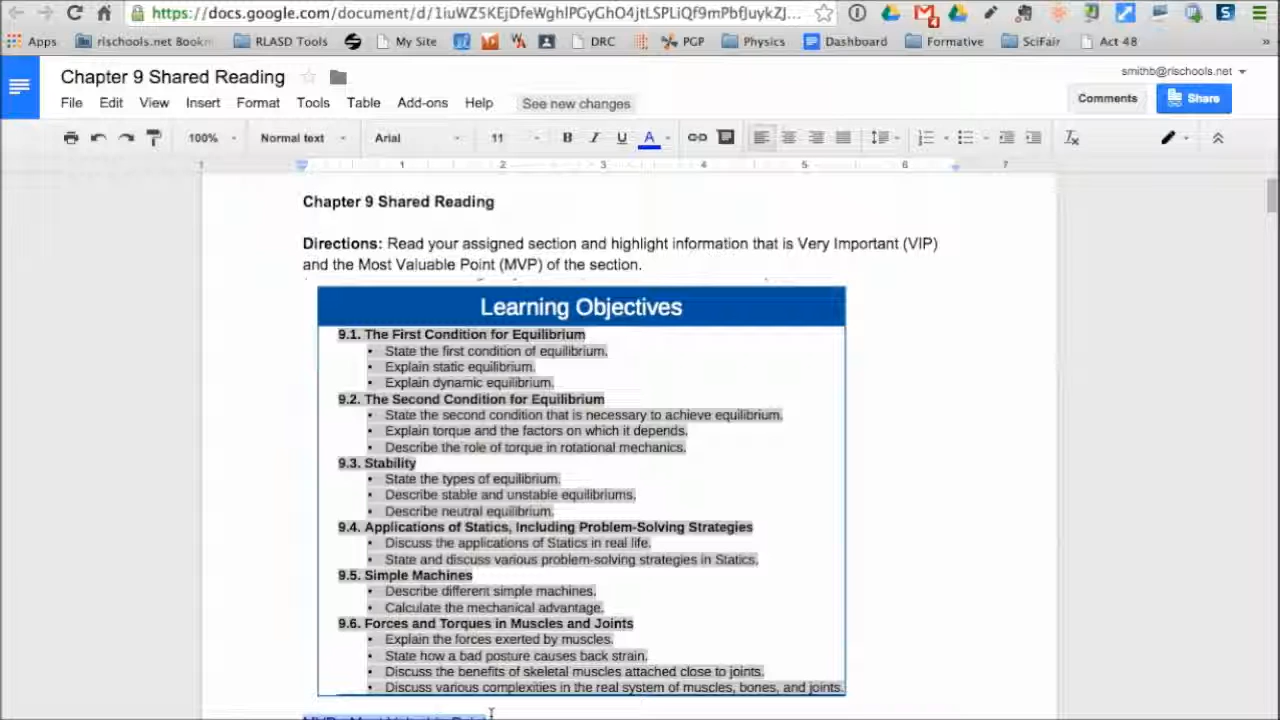 https://docs.google.com/document/d/1iuWZ5KEjDfeWghlPGyGhO4jtLSPLiQf9mPbfJuykZJ...
4
Apps
rlschools.net Bookm
RLASD Tools
My Site
DRC
PGP
Physics
Dashboard
Formative
SciFair
Act 48
»
Chapter 9 Shared Reading
smithb@rlschools.net
File Edit View Insert Format Tools Table Add-ons Help See new changes
Comments
Share
100% Normal text Arial 11 B I U A
1 1 2 3 4 5 6 7
Chapter 9 Shared Reading
Directions: Read your assigned section and highlight information that is Very Important (VIP)
and the Most Valuable Point (MVP) of the section.
Learning Objectives
9.1. The First Condition for Equilibrium
• State the first condition of equilibrium.
• Explain static equilibrium.
• Explain dynamic equilibrium.
9.2. The Second Condition for Equilibrium
• State the second condition that is necessary to achieve equilibrium.
• Explain torque and the factors on which it depends.
• Describe the role of torque in rotational mechanics.
9.3. Stability
• State the types of equilibrium.
• Describe stable and unstable equilibriums.
• Describe neutral equilibrium.
9.4. Applications of Statics, Including Problem-Solving Strategies
• Discuss the applications of Statics in real life.
• State and discuss various problem-solving strategies in Statics.
9.5. Simple Machines
• Describe different simple machines.
• Calculate the mechanical advantage.
9.6. Forces and Torques in Muscles and Joints
• Explain the forces exerted by muscles.
• State how a bad posture causes back strain.
• Discuss the benefits of skeletal muscles attached close to joints.
• Discuss various complexities in the real system of muscles, bones, and joints.